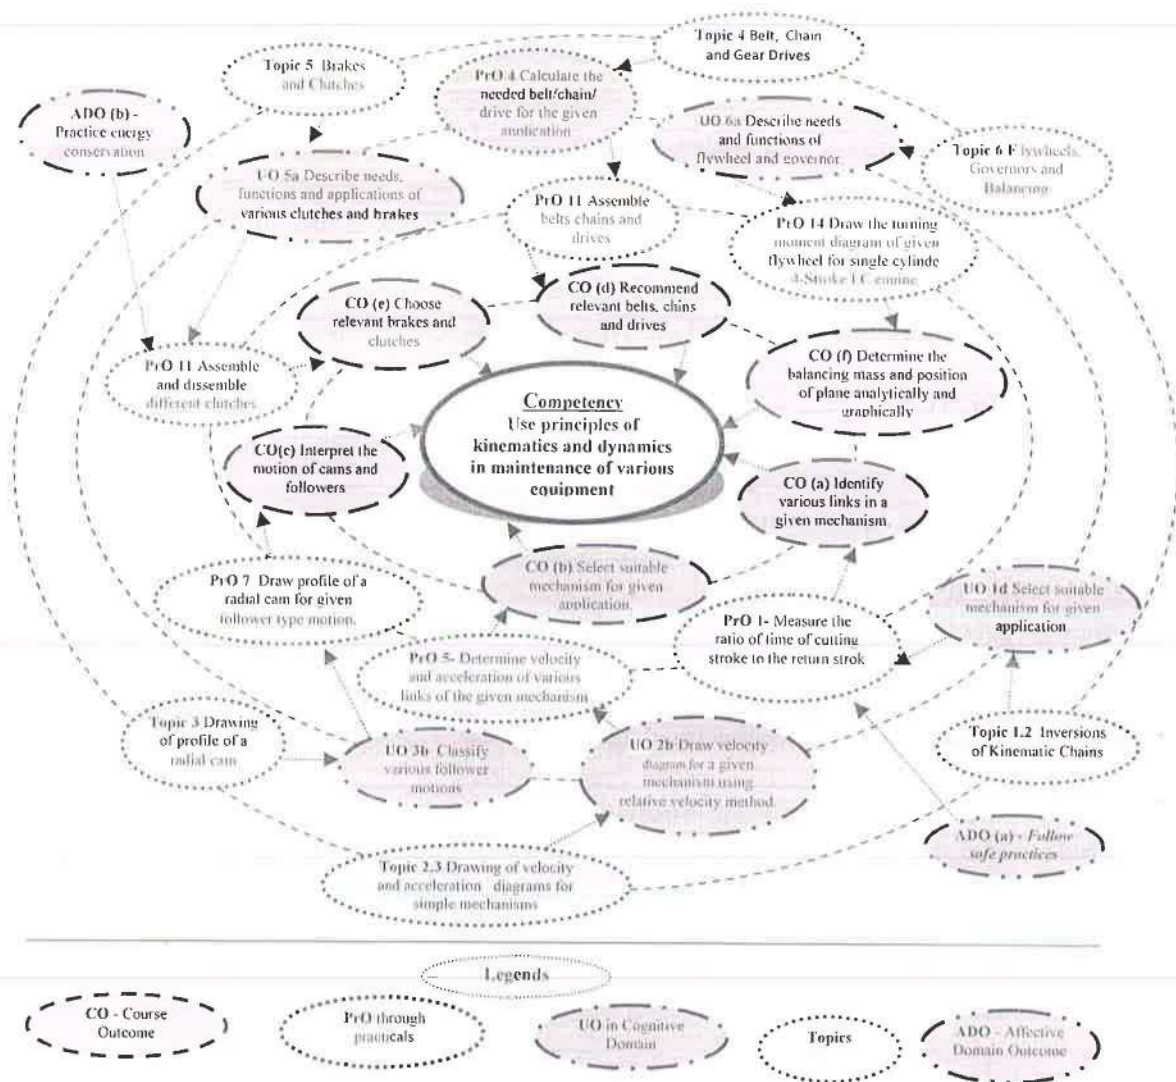 Topic 4 Belt, Chain
and Gear Drives
Topic 5 Brakes
and Clutches
PrO 4 Calculate the
needed belt/chain/
drive for the given
application
ADO (b) -
Practice energy
conservation
UO 6a Describe needs
and functions of
flywheel and governor
Topic 6 Flywheels,
Governors and
Balancing
UO 5a Describe needs,
functions and applications of
various clutches and brakes
PrO 11 Assemble
belts chains and
drives
PrO 14 Draw the turning
moment diagram of given
flywheel for single cylinde
4-Stroke I C engine
CO (e) Choose
relevant brakes and
clutches
CO (d) Recommend
relevant belts, chins
and drives
PrO 11 Assemble
and dissemble
different clutches
CO (f) Determine the
balancing mass and position
of plane analytically and
graphically
Competency
Use principles of
kinematics and dynamics
in maintenance of various
equipment
CO(c) Interpret the
motion of cams and
followers
CO (a) Identify
various links in a
given mechanism
CO (b) Select suitable
mechanism for given
application
PrO 7 Draw profile of a
radial cam for given
follower type motion.
UO 1d Select suitable
mechanism for given
application
PrO 1- Measure the
ratio of time of cutting
stroke to the return strok
PrO 5- Determine velocity
and acceleration of various
links of the given mechanism
Topic 3 Drawing
of profile of a
radial cam
UO 3b Classify
various follower
motions
UO 2b Draw velocity
diagram for a given
mechanism using
relative velocity method.
Topic 1.2 Inversions
of Kinematic Chains
ADO (a) - Follow
safe practices
Topic 2.3 Drawing of velocity
and acceleration diagrams for
simple mechanisms
Legends
CO - Course
Outcome
PrO through
practicals
UO in Cognitive
Domain
Topics
ADO - Affective
Domain Outcome